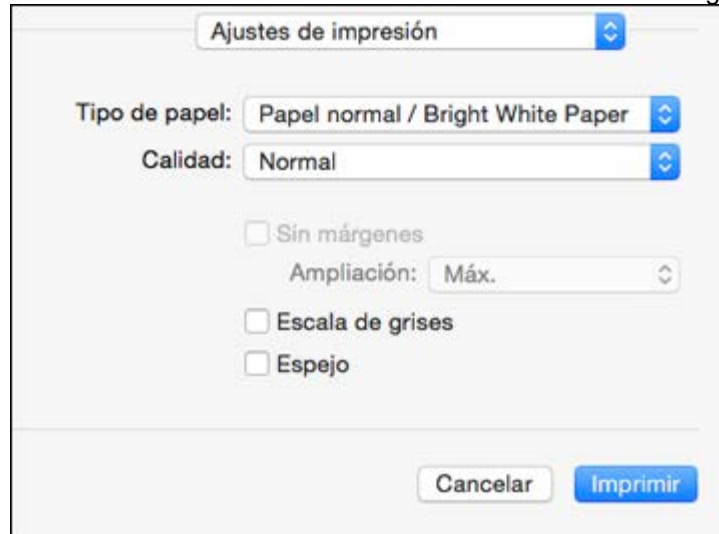 Ajustes de impresión
Tipo de papel: Papel normal / Bright White Paper
Calidad: Normal
Sin márgenes
Ampliación: Máx.
Escala de grises
Espejo
Cancelar Imprimir